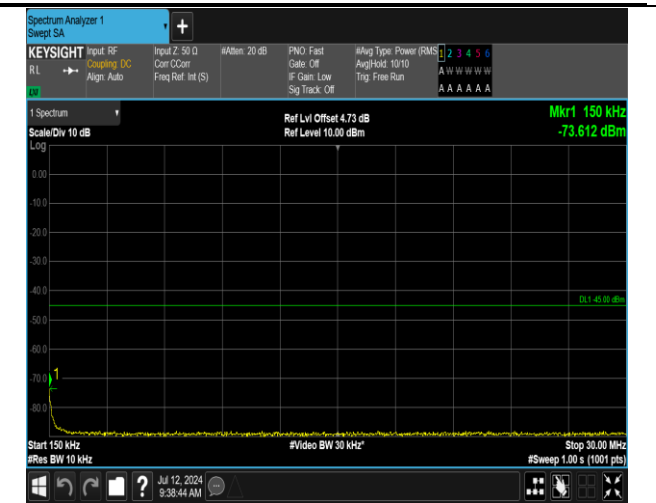 Spectrum Analyzer 1
Swept SA
+
KEYSIGHT Input: RF Input Z: 50 Ω #Atten: 20 dB PNO: Fast #Avg Type: Power (RMS 1 2 3 4 5 6
R L Coupling: DC Corr CCorr Gate: Off Avg|Hold: 10/10 A W W W W W
Align: Auto Freq Ref: Int (S) IF Gain: Low Trig: Free Run
Sig Track: Off A A A A A A
1 Spectrum Ref Lvl Offset 4.73 dB Mkr1 150 kHz
Scale/Div 10 dB Ref Level 10.00 dBm -73.612 dBm
Log
0.00
-10.0
-20.0
-30.0
-40.0
DL1 -45.00 dBm
-50.0
-60.0
-70.0
1
-80.0
Start 150 kHz #Video BW 30 kHz* Stop 30.00 MHz
#Res BW 10 kHz #Sweep 1.00 s (1001 pts)
? Jul 12, 2024
9:38:44 AM